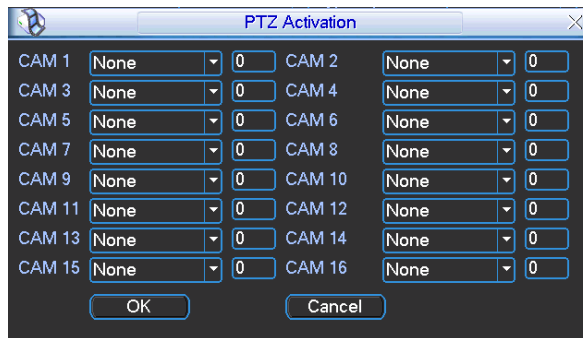 PTZ Activation
CAM 1 None 0 CAM 2 None 0
CAM 3 None 0 CAM 4 None 0
CAM 5 None 0 CAM 6 None 0
CAM 7 None 0 CAM 8 None 0
CAM 9 None 0 CAM 10 None 0
CAM 11 None 0 CAM 12 None 0
CAM 13 None 0 CAM 14 None 0
CAM 15 None 0 CAM 16 None 0
OK Cancel